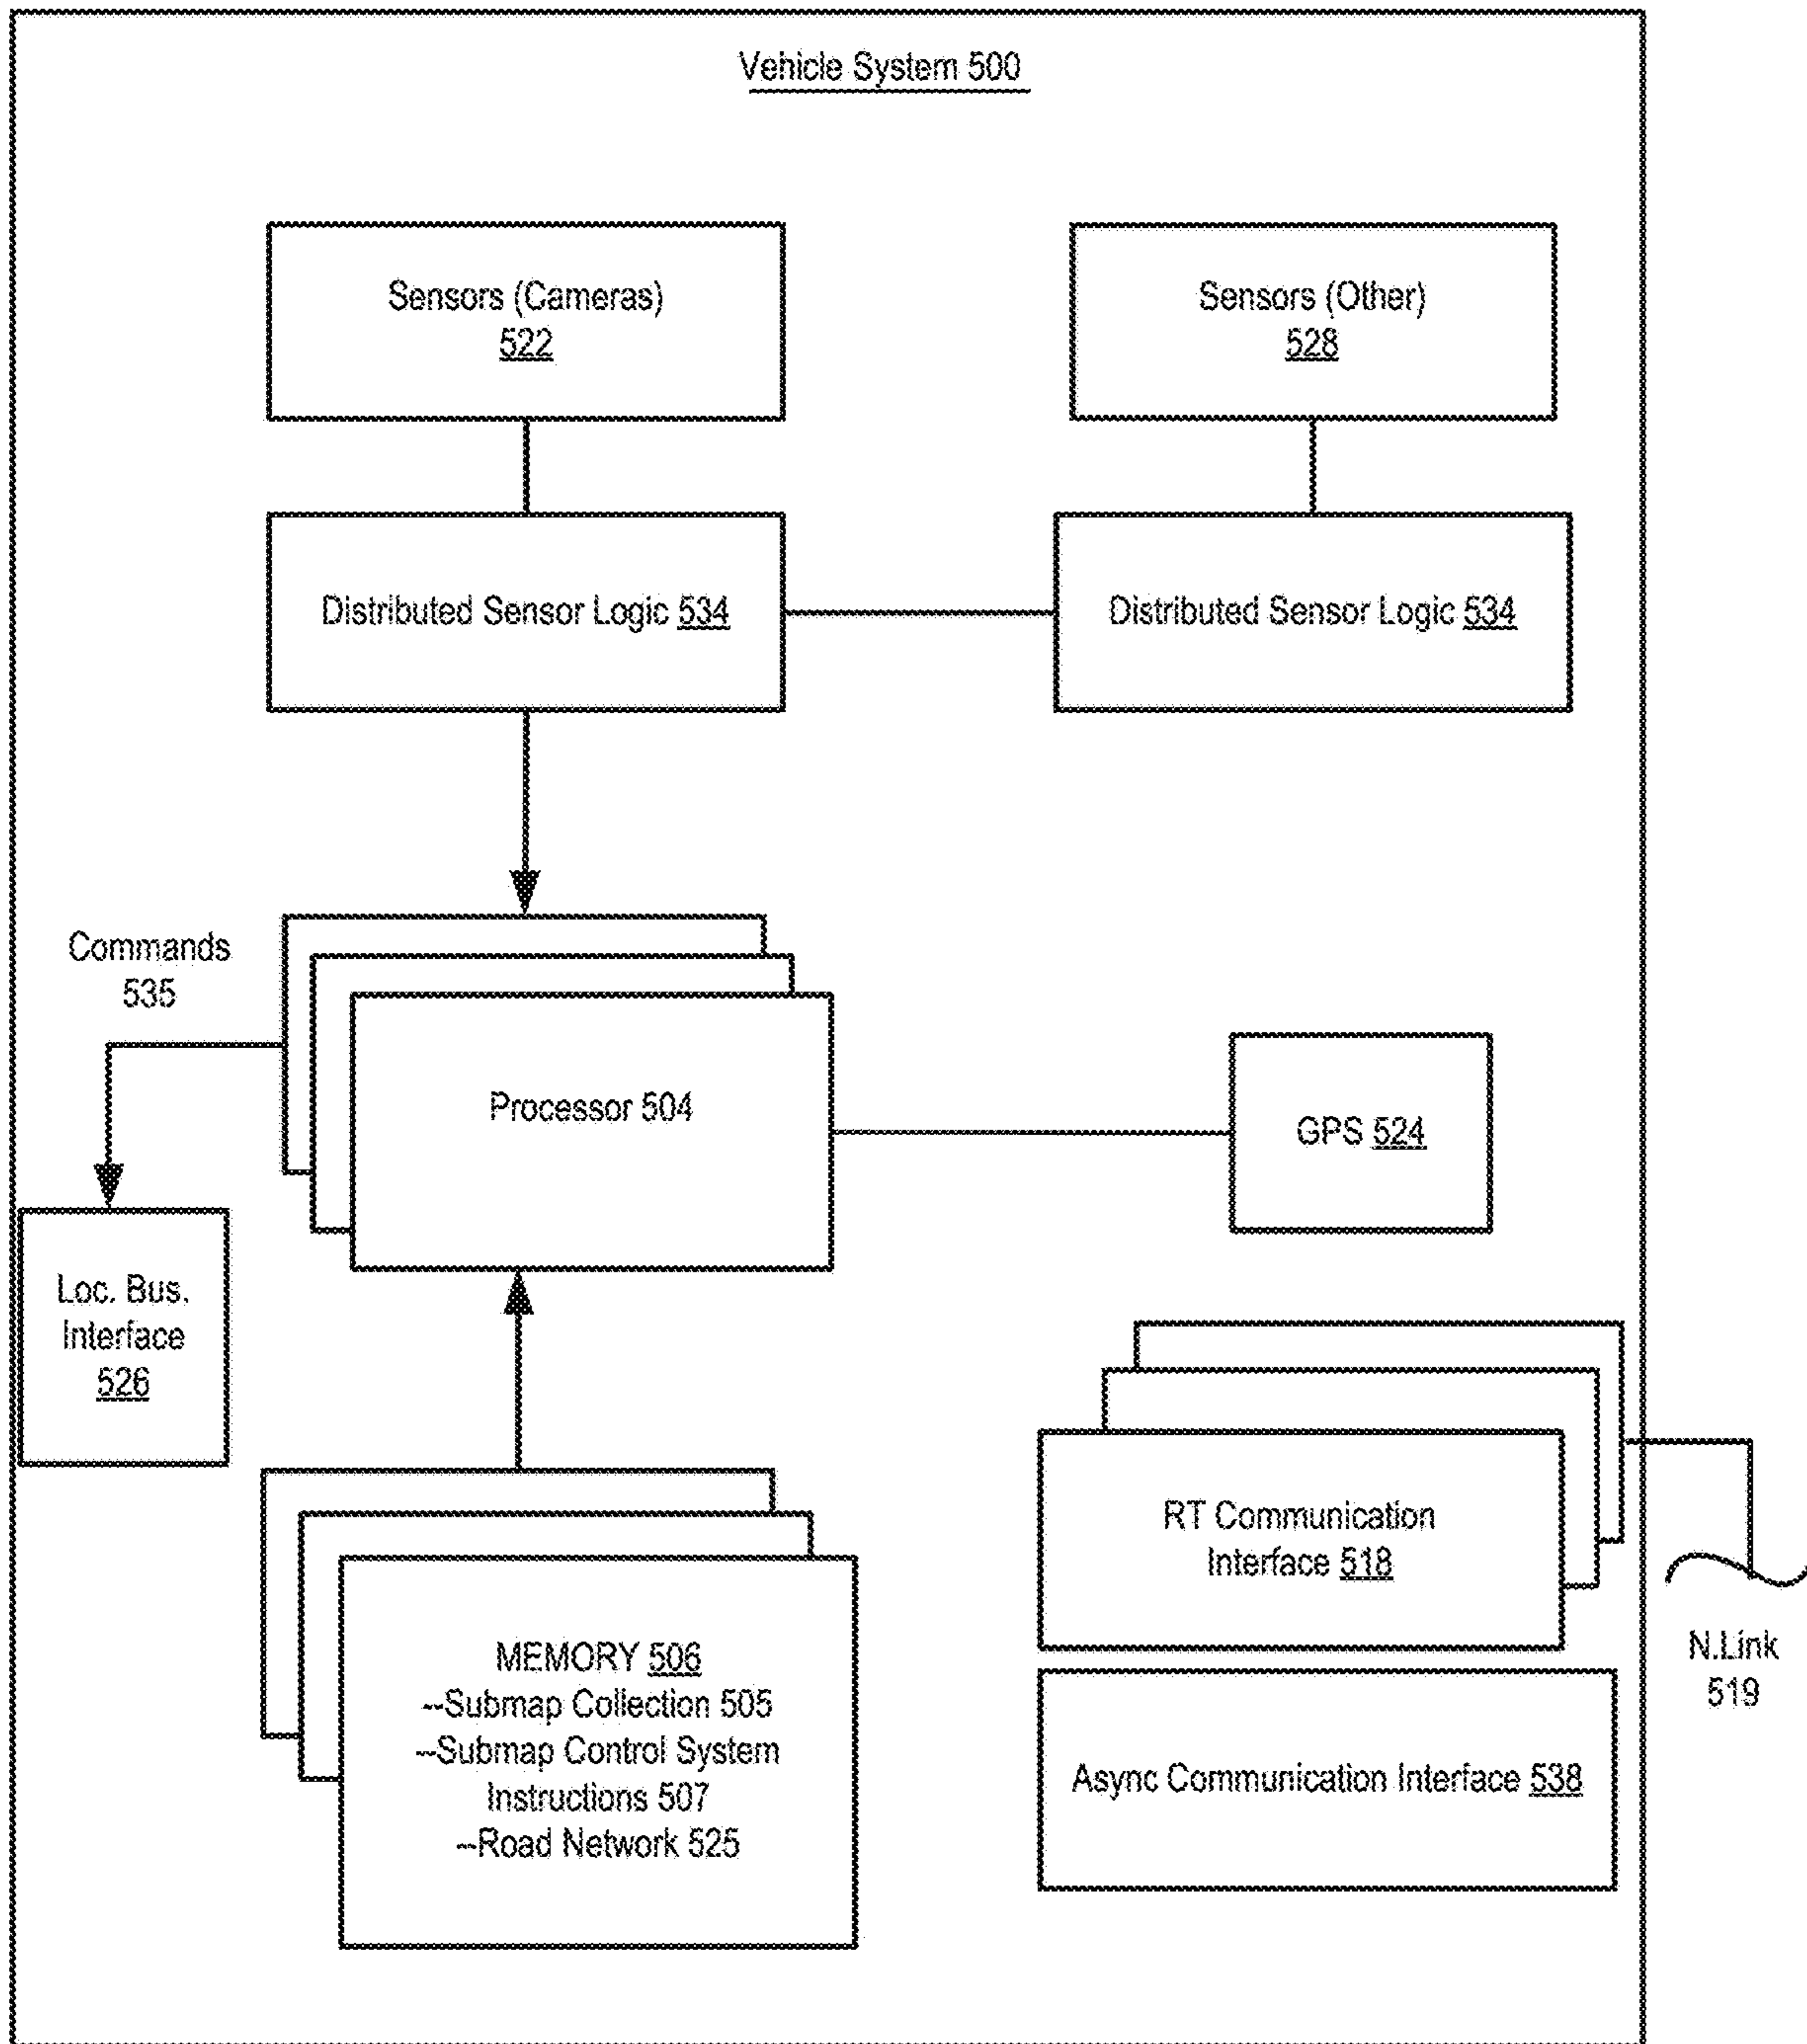 Vehicle System 500
Sensors (Cameras)
522
Sensors (Other)
528
Distributed Sensor Logic 534
Distributed Sensor Logic 534
Commands
535
Processor 504
GPS 524
Loc. Bus.
Interface
526
RT Communication
Interface 518
N.Link
519
MEMORY 506
--Submap Collection 505
--Submap Control System
Instructions 507
--Road Network 525
Async Communication Interface 538